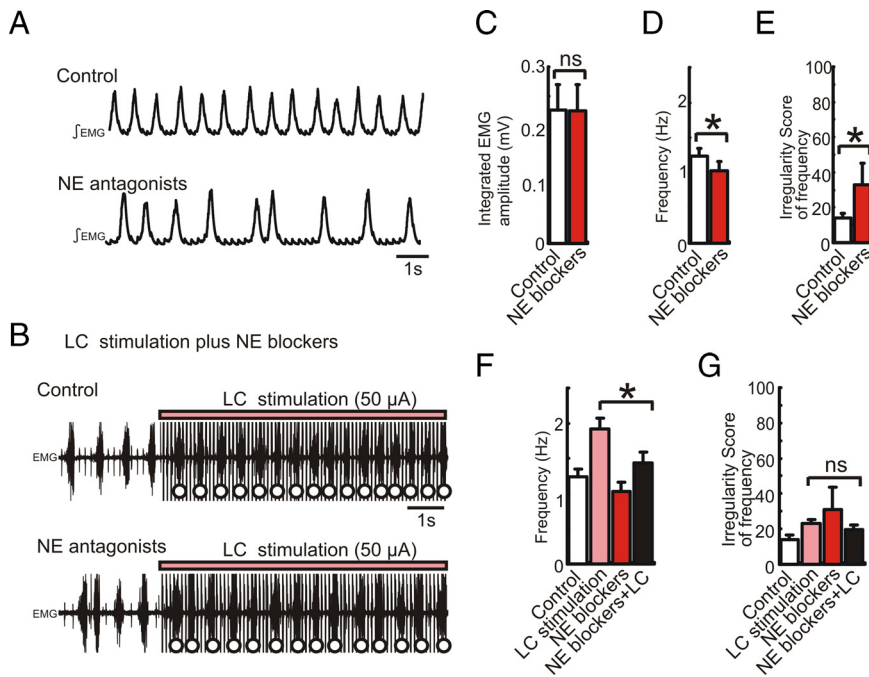 A
Control
∫EMG
NE antagonists
∫EMG
1s
B
LC stimulation plus NE blockers
Control
LC stimulation (50 µA)
EMG
1s
NE antagonists
LC stimulation (50 µA)
EMG
C
0.3
0.2
0.1
0
Integrated EMG
amplitude (mV)
ns
Control
NE blockers
D
2
1
0
Frequency (Hz)
*
Control
NE blockers
E
100
80
60
40
20
0
Irregularity Score
of frequency
*
Control
NE blockers
F
2
1
0
Frequency (Hz)
*
Control
LC stimulation
NE blockers
NE blockers+LC
G
100
80
60
40
20
0
Irregularity Score
of frequency
ns
Control
LC stimulation
NE blockers
NE blockers+LC